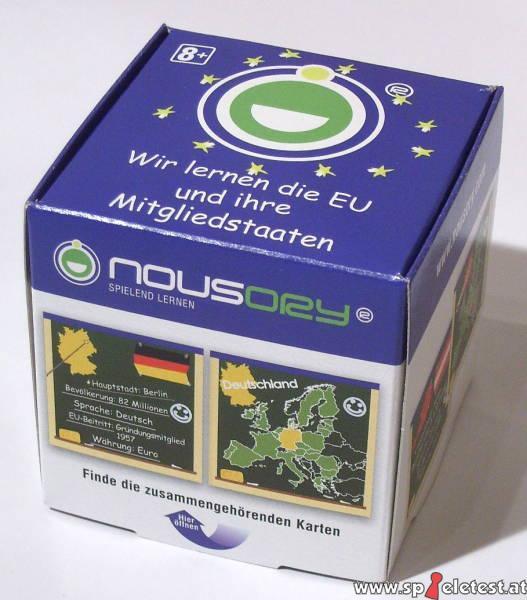 8+
®
Wir lernen die EU
und ihre
Mitgliedstaaten
NOUSORY ®
SPIELEND LERNEN
Hauptstadt: Berlin
Bevölkerung: 82 Millionen
Sprache: Deutsch
EU-Beitritt: Gründungsmitglied
1957
Währung: Euro
Deutschland
Finde die zusammengehörenden Karten
Hier
öffnen
www.spieletest.at